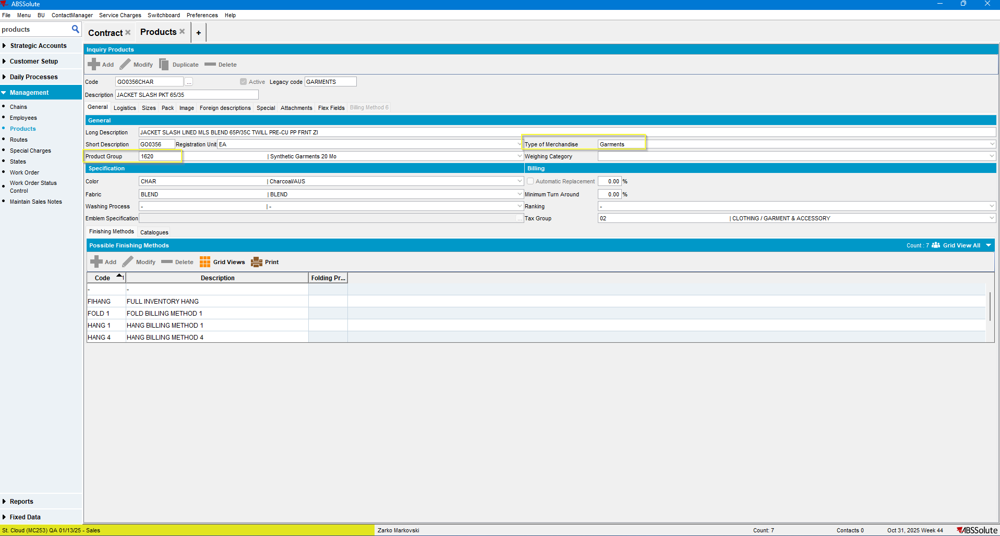 ABSSolute
File Menu BU ContactManager Service Charges Switchboard Preferences Help
products
Contract Products +
Strategic Accounts
Customer Setup
Daily Processes
Management
Chains
Employees
Products
Routes
Special Charges
States
Work Order
Work Order Status
Control
Maintain Sales Notes
Reports
Fixed Data
Inquiry Products
Add Modify Duplicate Delete
Code GO0356CHAR ... Active Legacy code GARMENTS
Description JACKET SLASH PKT 65/35
General Logistics Sizes Pack Image Foreign descriptions Special Attachments Flex Fields Billing Method 6
General
Long Description JACKET SLASH LINED MLS BLEND 65P/35C TWILL PRE-CU PP FRNT ZI
Short Description GO0356 Registration Unit EA Type of Merchandise Garments
Product Group 1620 | Synthetic Garments 20 Mo Weighing Category
Specification Billing
Color CHAR | Charcoal/AUS Automatic Replacement 0.00 %
Fabric BLEND | BLEND Minimum Turn Around 0.00 %
Washing Process - | - Ranking -
Emblem Specification ... Tax Group 02 | CLOTHING / GARMENT & ACCESSORY
Finishing Methods Catalogues
Possible Finishing Methods Count : 7 Grid View All
Add Modify Delete Grid Views Print
Code 1 Description Folding Pr...
- -
FIHANG FULL INVENTORY HANG
FOLD 1 FOLD BILLING METHOD 1
HANG 1 HANG BILLING METHOD 1
HANG 4 HANG BILLING METHOD 4
St. Cloud (MC253) QA 01/13/25 - Sales Zarko Markovski Count: 7 Contacts 0 Oct 31, 2025 Week 44 ABSSolute